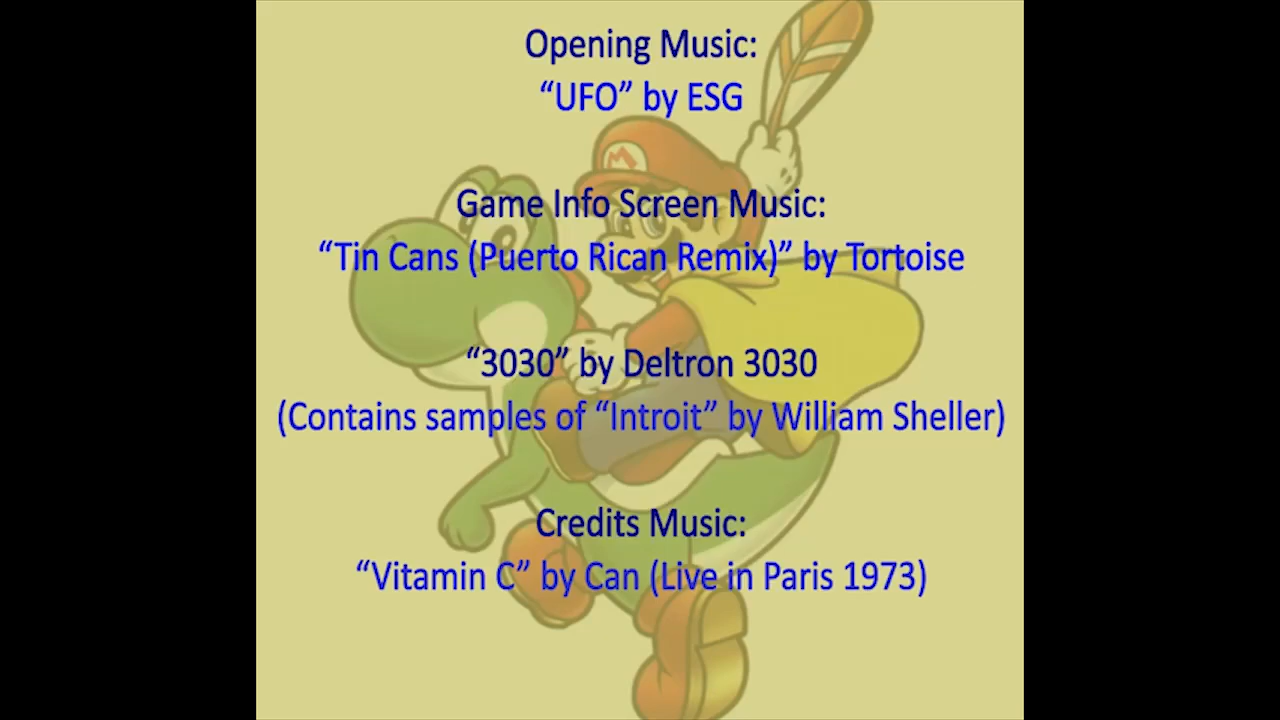 Opening Music:
“UFO” by ESG
Game Info Screen Music:
“Tin Cans (Puerto Rican Remix)” by Tortoise
“3030” by Deltron 3030
(Contains samples of “Introit” by William Sheller)
Credits Music:
“Vitamin C” by Can (Live in Paris 1973)
M